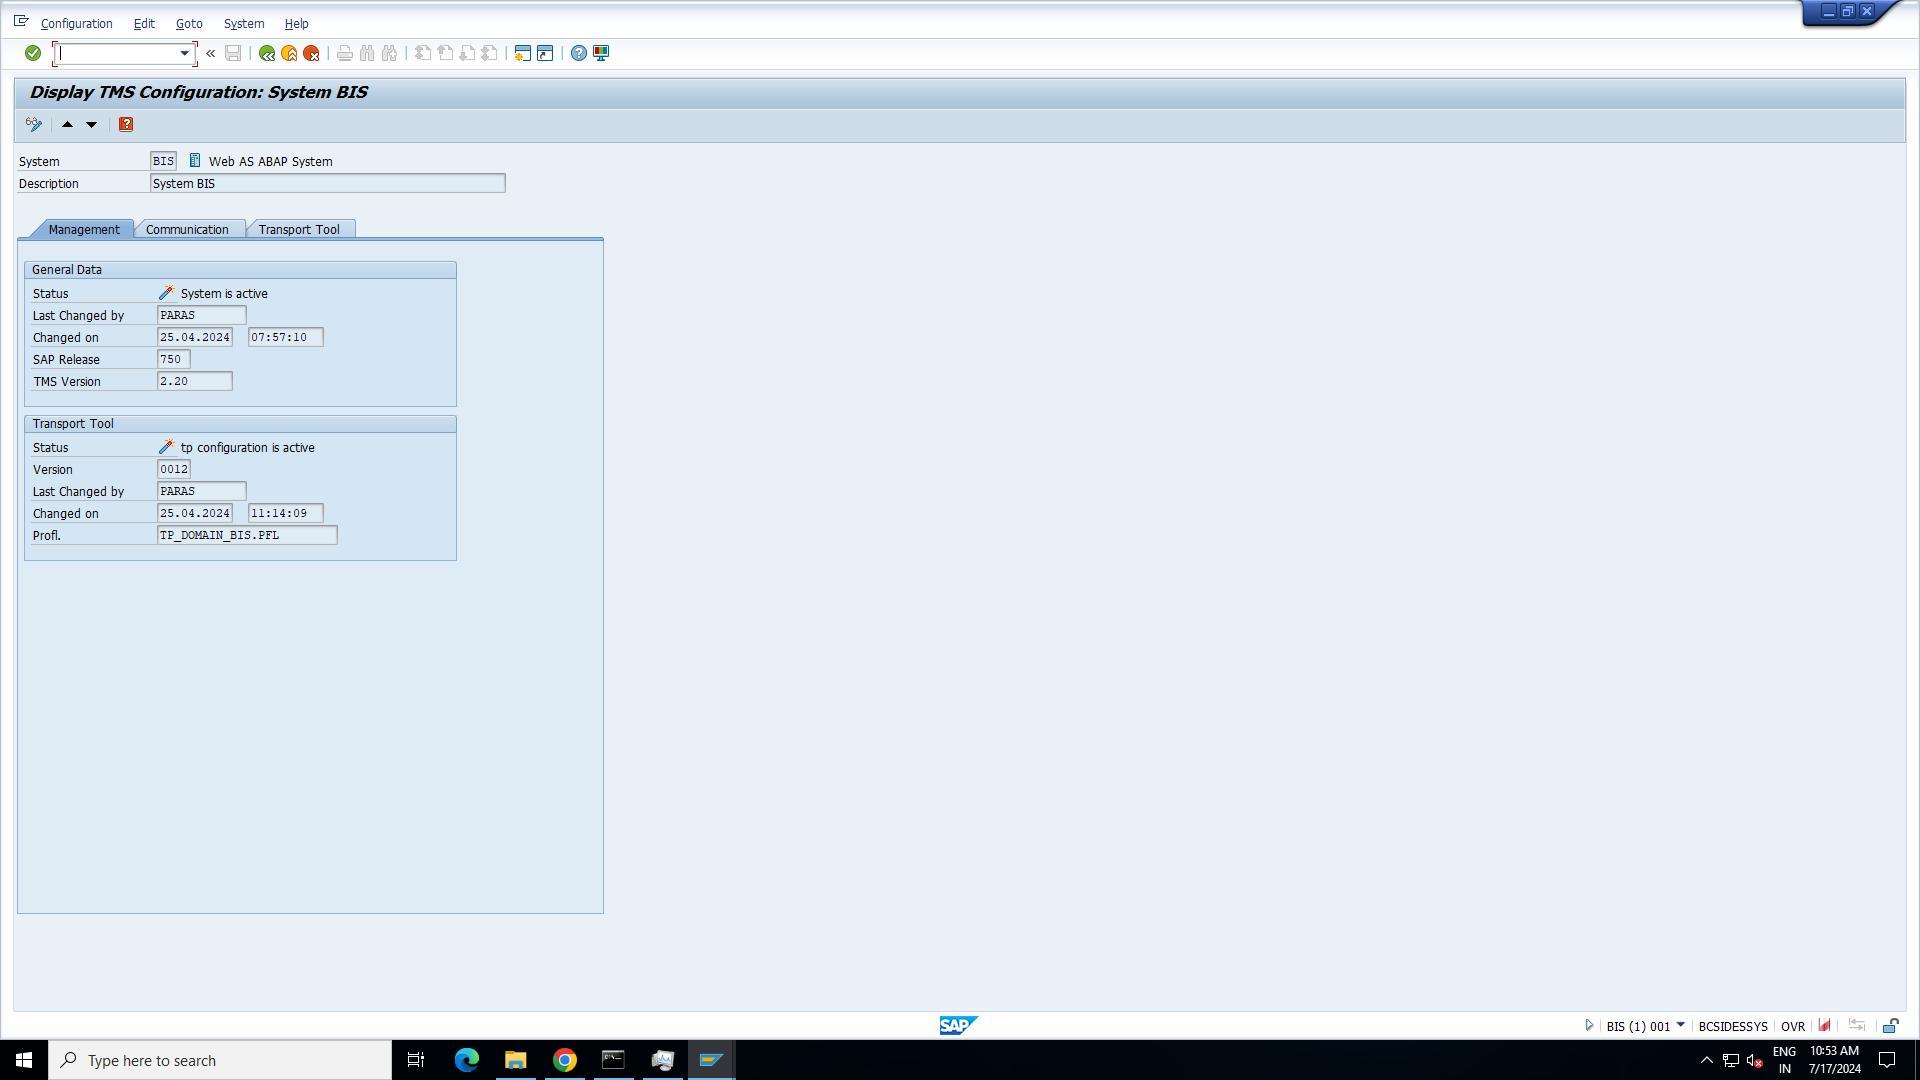 Configuration Edit Goto System Help
Display TMS Configuration: System BIS
System BIS Web AS ABAP System
Description System BIS
Management Communication Transport Tool
General Data
Status System is active
Last Changed by PARAS
Changed on 25.04.2024 07:57:10
SAP Release 750
TMS Version 2.20
Transport Tool
Status tp configuration is active
Version 0012
Last Changed by PARAS
Changed on 25.04.2024 11:14:09
Profl. TP_DOMAIN_BIS.PFL
SAP
BIS (1) 001 BCSIDESSYS OVR
Type here to search
ENG
IN
10:53 AM
7/17/2024